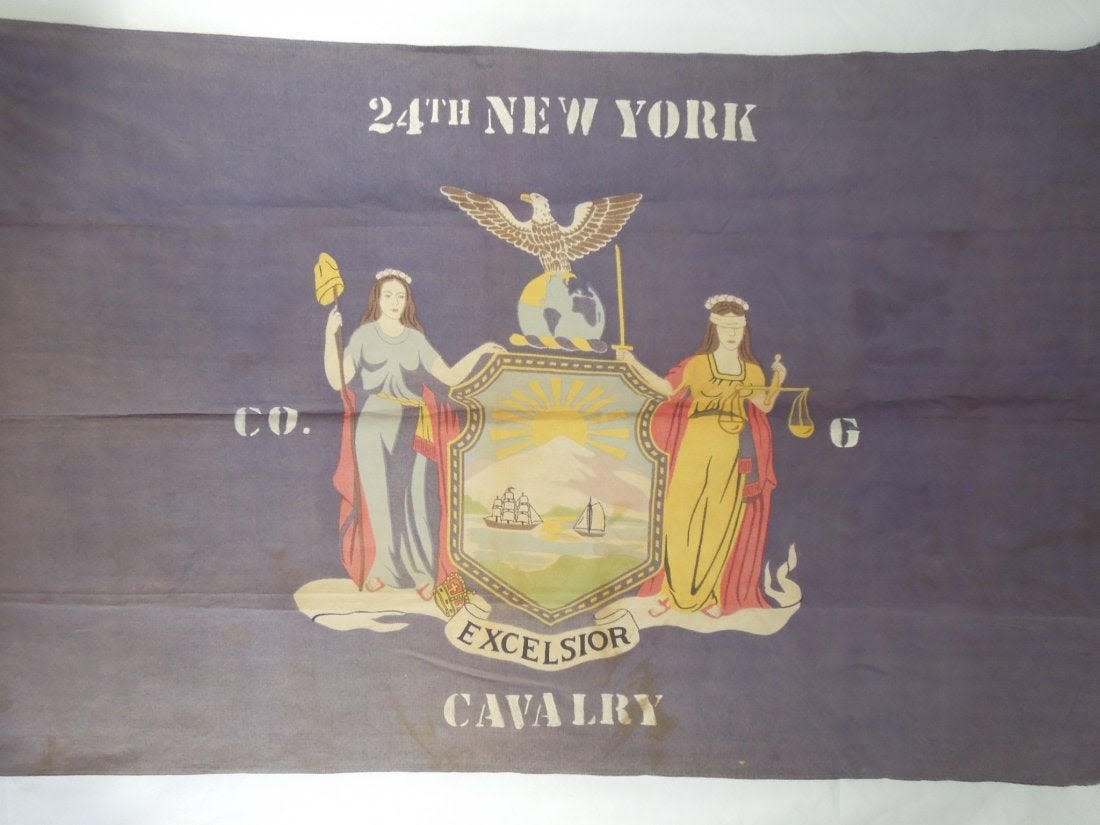 24TH NEW YORK
CO. G
EXCELSIOR
CAVALRY